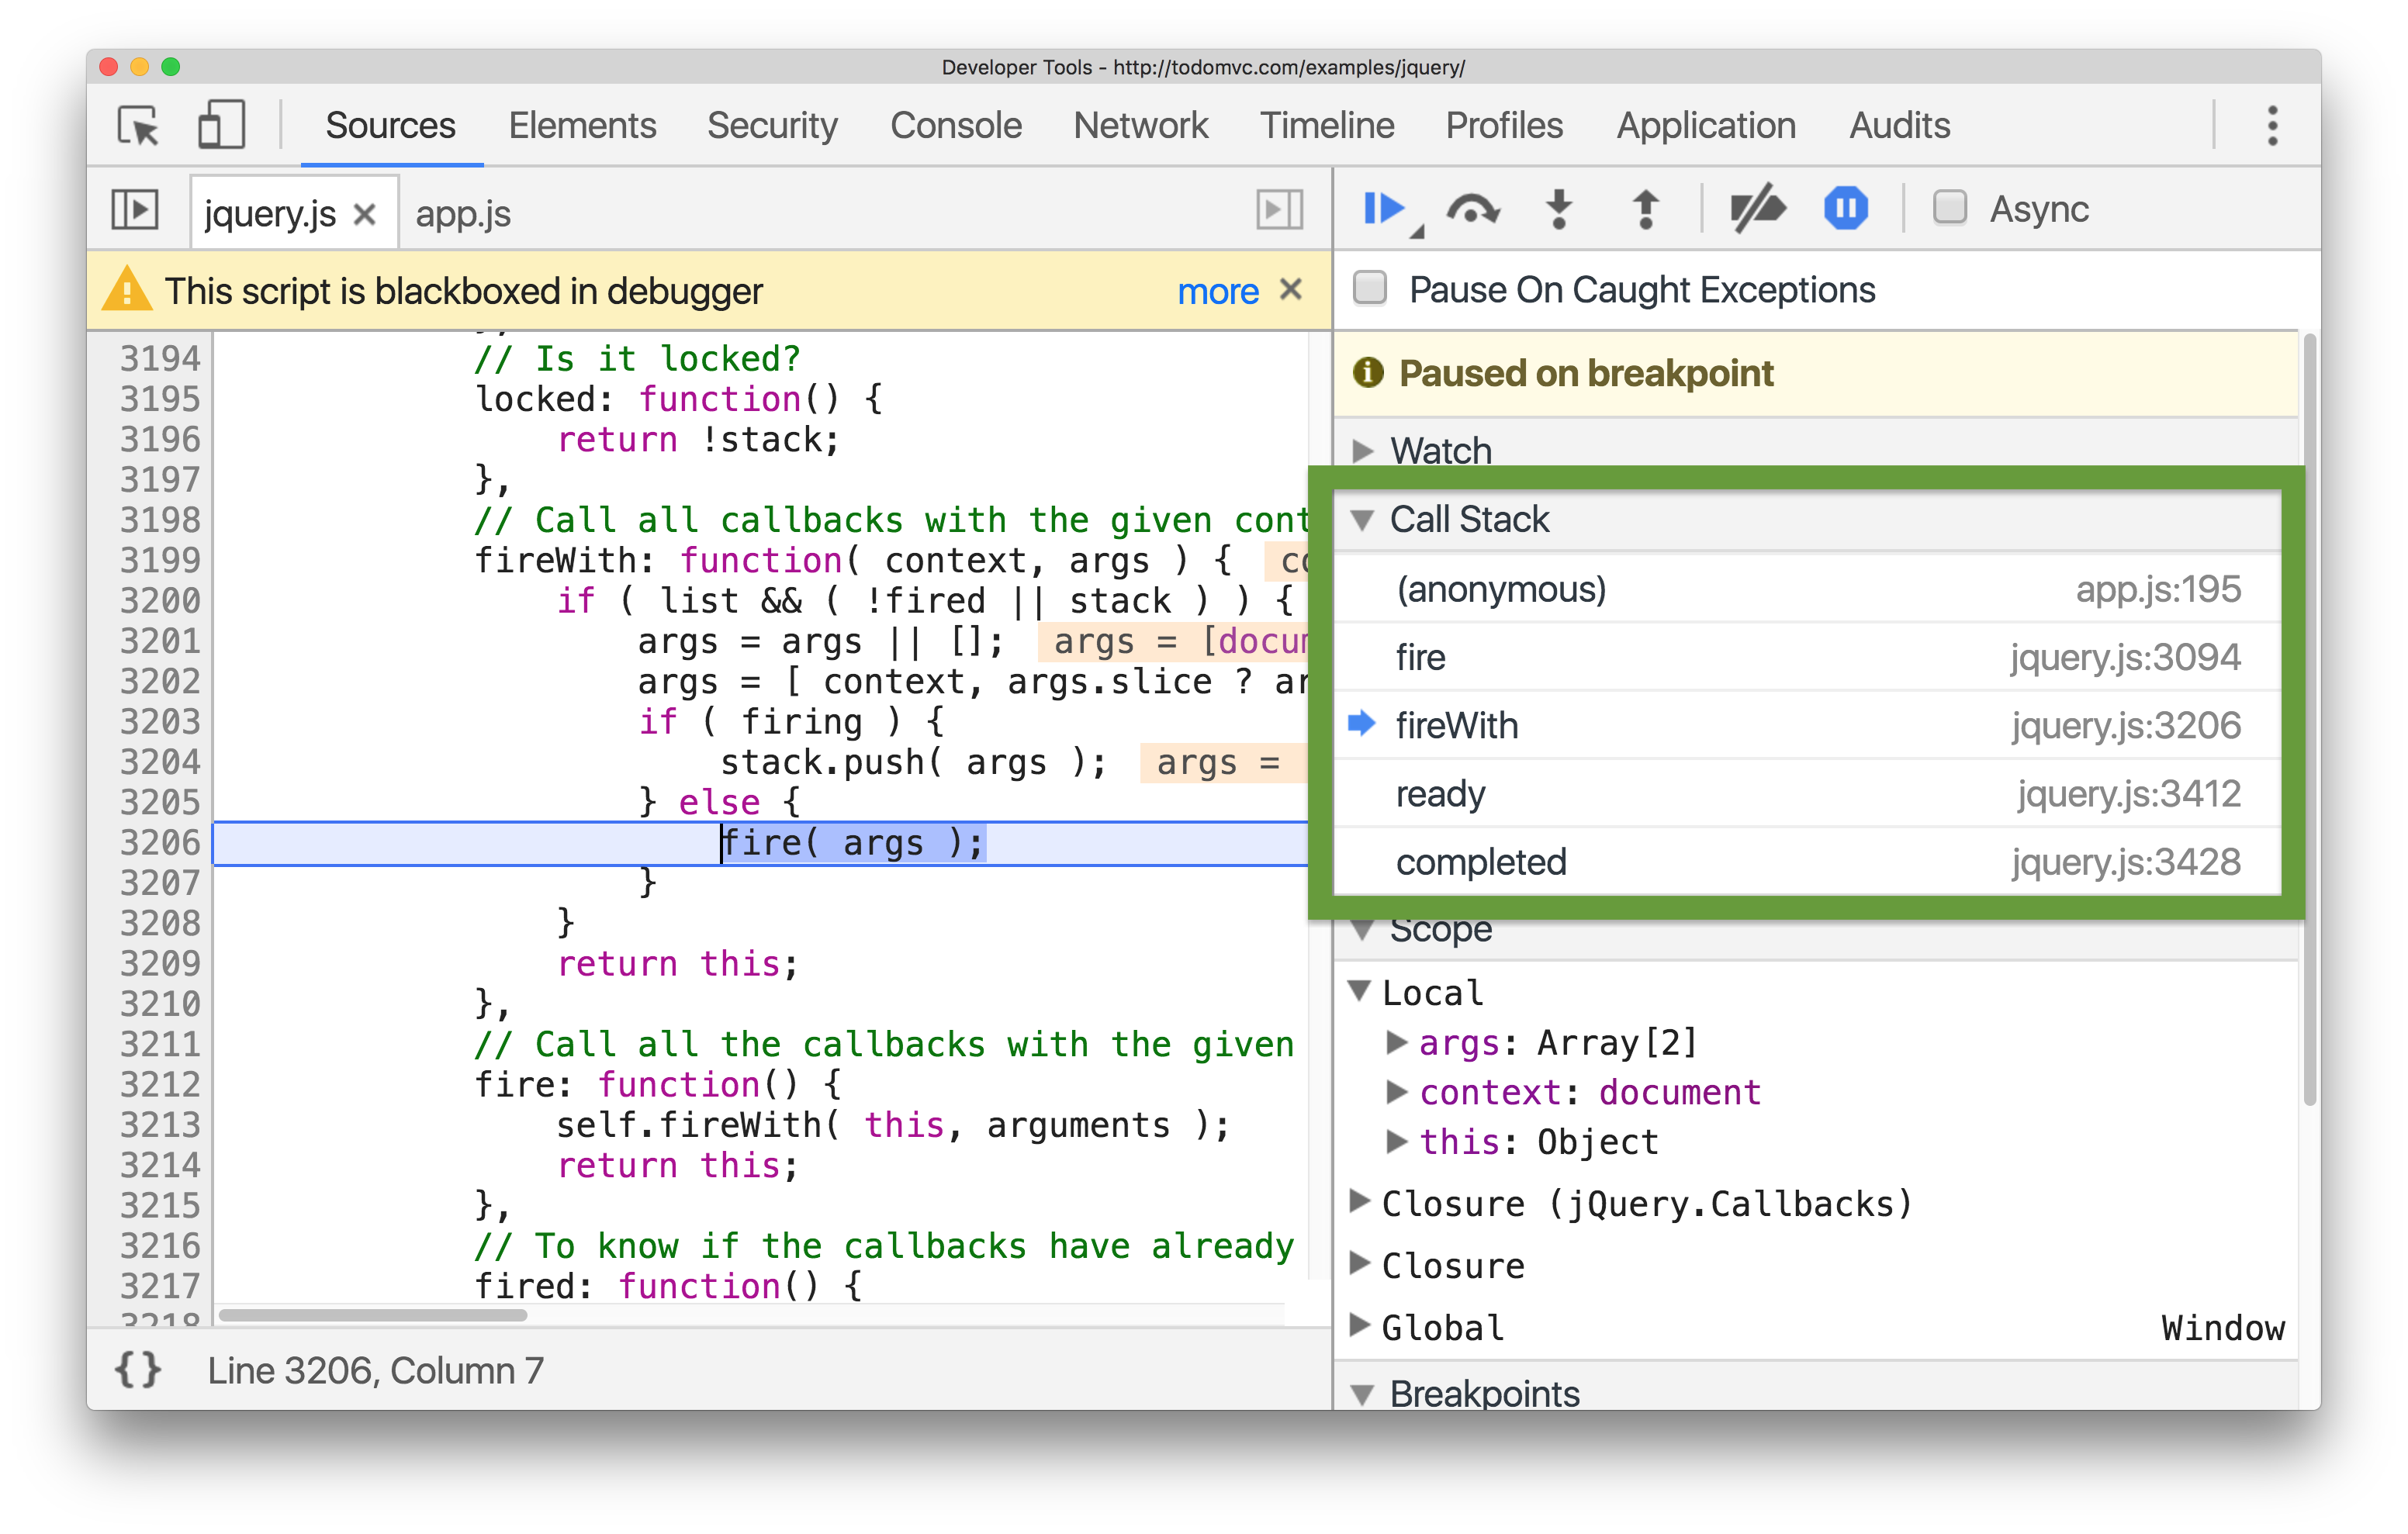 Developer Tools - http://todomvc.com/examples/jquery/
Sources Elements Security Console Network Timeline Profiles Application Audits
jquery.js × app.js
Async
This script is blackboxed in debugger more ×
Pause On Caught Exceptions
3194 // Is it locked?
3195 locked: function() {
3196 return !stack;
3197 },
3198 // Call all callbacks with the given
3199 fireWith: function( context, args ) {
3200 if ( list && ( !fired || stack ) ) {
3201 args = args || []; args = [
3202 args = [ context, args.slice ?
3203 if ( firing ) {
3204 stack.push( args ); args =
3205 } else {
3206 fire( args );
3207 }
3208 }
3209 return this;
3210 },
3211 // Call all the callbacks with the given
3212 fire: function() {
3213 self.fireWith( this, arguments );
3214 return this;
3215 },
3216 // To know if the callbacks have already
3217 fired: function() {
3218
{} Line 3206, Column 7
Paused on breakpoint
Watch
Call Stack
(anonymous) app.js:195
fire jquery.js:3094
fireWith jquery.js:3206
ready jquery.js:3412
completed jquery.js:3428
Scope
Local
args: Array[2]
context: document
this: Object
Closure (jQuery.Callbacks)
Closure
Global Window
Breakpoints